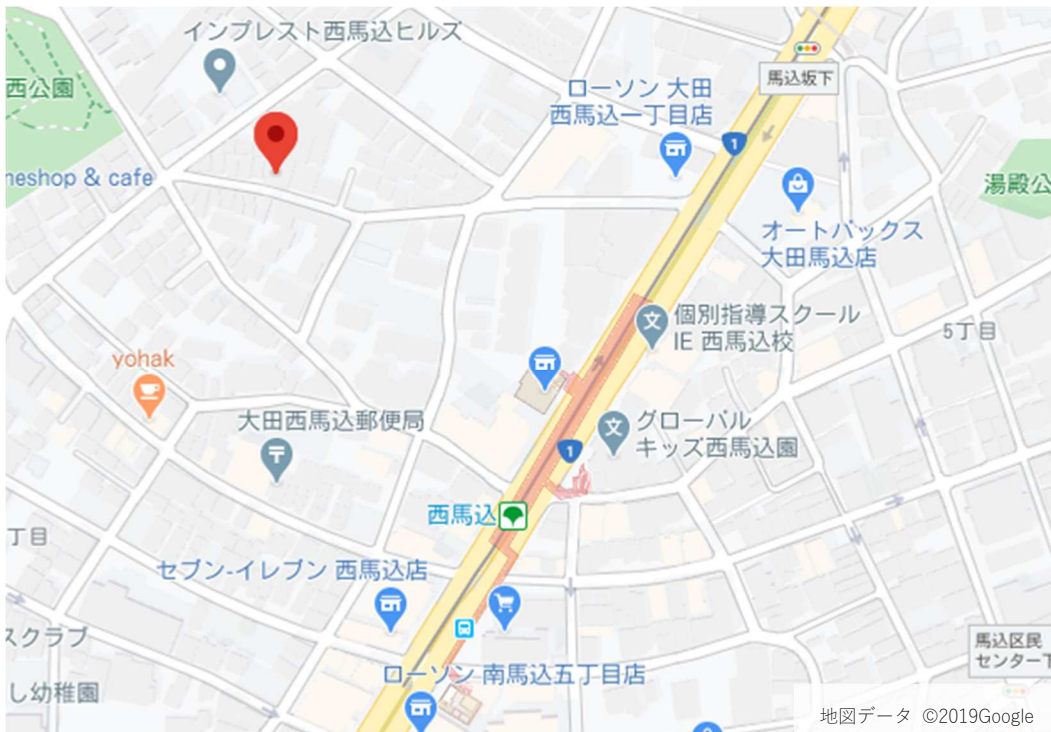 インプレスト西馬込ヒルズ
馬込坂下
西公園
ローソン 大田
西馬込一丁目店
1
neshop & cafe
湯殿公
オートバックス
大田馬込店
個別指導スクール
IE 西馬込校
文
5丁目
yohak
大田西馬込郵便局
〒
グローバル
キッズ西馬込園
文
1
西馬込
丁目
セブン-イレブン 西馬込店
スクラブ
馬込区民
センター下
ローソン 南馬込五丁目店
し幼稚園
地図データ ©2019Google